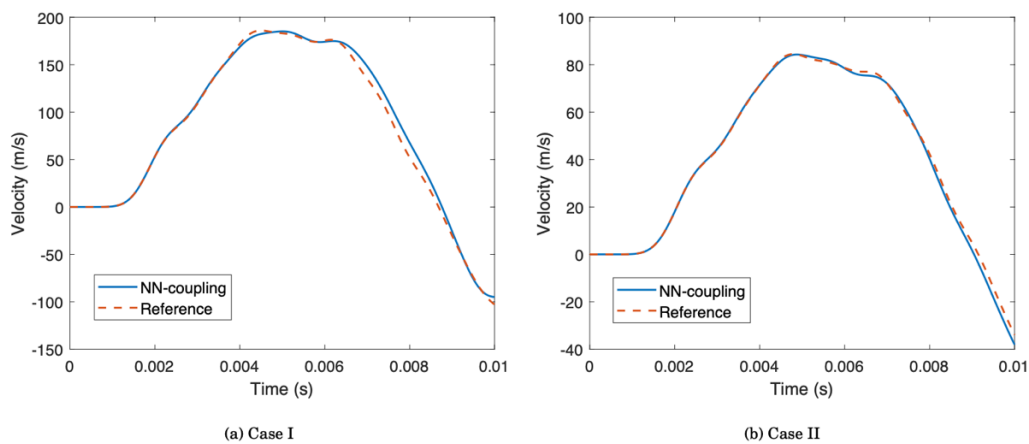 200
150
100
50
0
-50
-100
-150
Velocity (m/s)
NN-coupling
Reference
0
0.002
0.004
0.006
0.008
0.01
Time (s)
(a) Case I
100
80
60
40
20
0
-20
-40
Velocity (m/s)
NN-coupling
Reference
0
0.002
0.004
0.006
0.008
0.01
Time (s)
(b) Case II